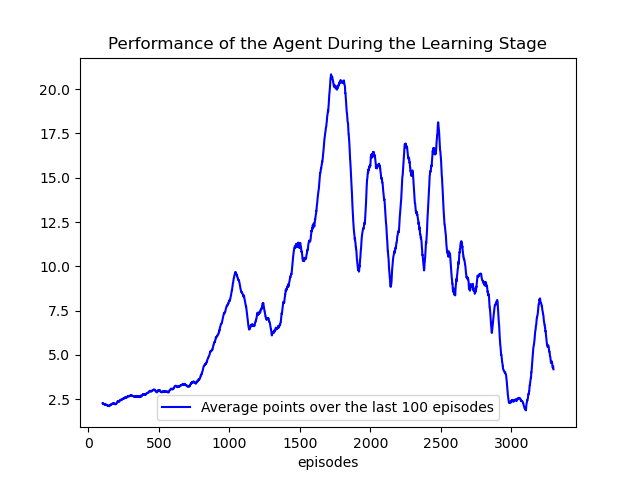 Performance of the Agent During the Learning Stage
20.0
17.5
15.0
12.5
10.0
7.5
5.0
2.5
Average points over the last 100 episodes
0 500 1000 1500 2000 2500 3000
episodes